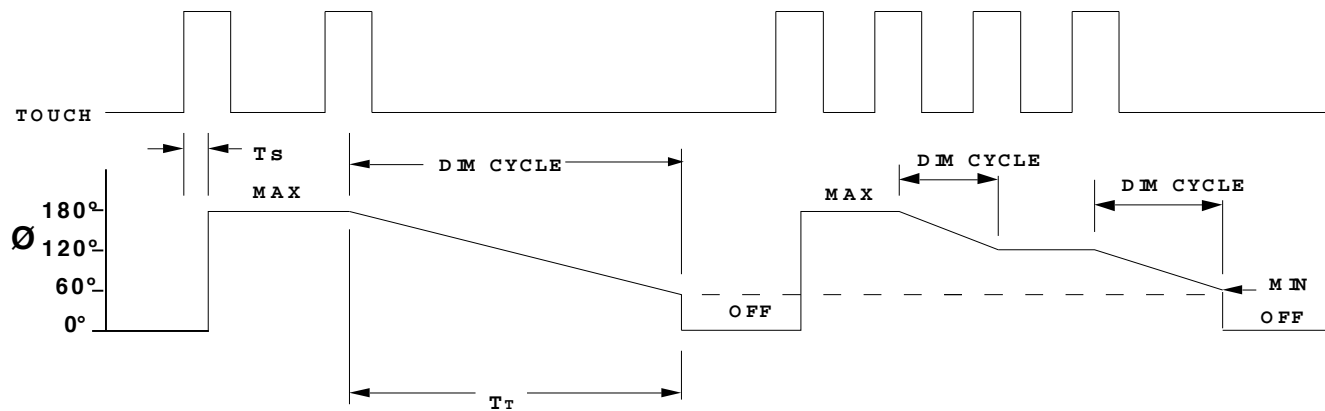 TOUCH
Ts
DIM CYCLE
DIM CYCLE
DIM CYCLE
MAX
MAX
180°
Ø 120°
60°
0°
MIN
OFF
OFF
TT